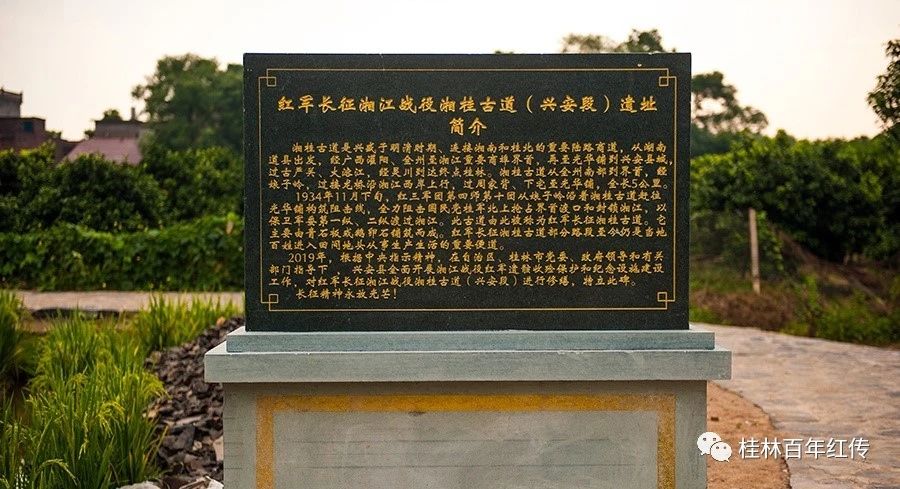 红军长征湘江战役湘桂古道（兴安段）遗址
简介
湘桂古道是兴盛于明清时期、连接湘南和桂北的重要陆路商道，从湖南
道县出发，经广西灌阳、全州至湘江重要商埠界首，再至光华铺到兴安县城，
过古严关、大溶江，经灵川到达终点桂林。湘桂古道从全州南部到界首，经
娘子岭，过接龙桥沿湘江西岸上行，过周家背、下宅至光华铺，全长5公里。
1934年11月下旬，红三军团第四师第十团从娘子岭沿着湘桂古道赴往
光华铺构筑阻击线，全力阻击国民党桂军北上抢占界首渡口和封锁湘江，以
保卫军委第一纵、二纵渡过湘江，此古道由此被称为红军长征湘桂古道。它
主要由青石板或鹅卵石铺筑而成。红军长征湘桂古道部分路段至今仍是当地
百姓进入田间地头从事生产生活的重要便道。
2019年，根据中央指示精神，在自治区、桂林市党委、政府领导和有关
部门指导下，兴安县全面开展湘江战役红军遗骸收殓保护和纪念设施建设
工作，对红军长征湘江战役湘桂古道（兴安段）进行修缮，特立此碑。
长征精神永放光芒！
桂林百年红传